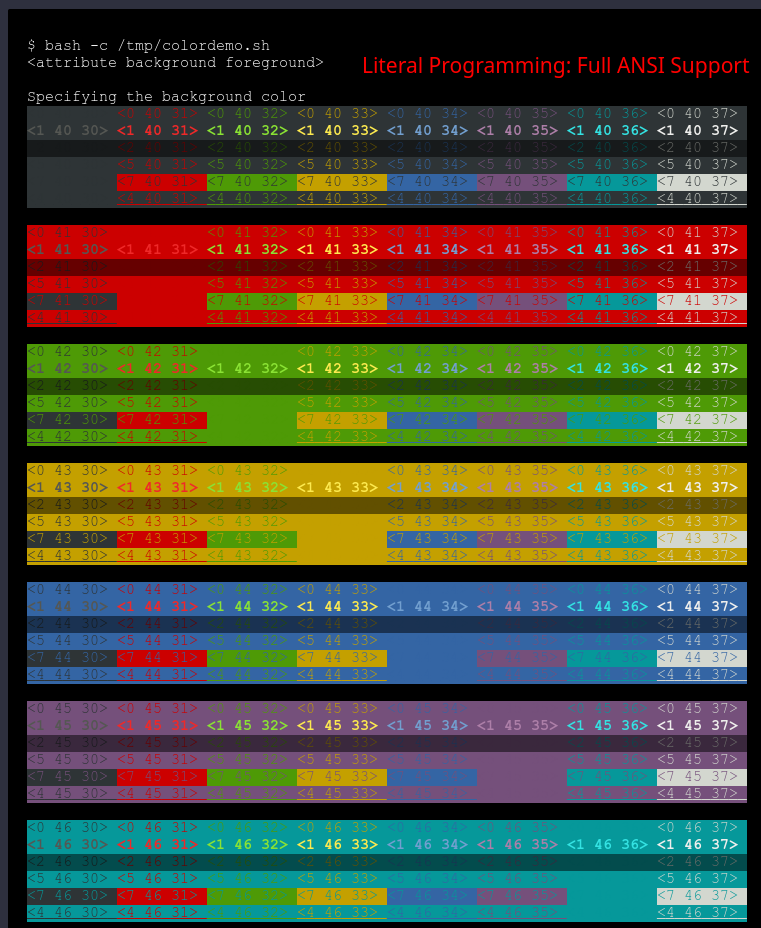 $ bash -c /tmp/colordemo.sh
<attribute background foreground>
Literal Programming: Full ANSI Support
Specifying the background color
<0 40 31> <0 40 32> <0 40 33> <0 40 34> <0 40 35> <0 40 36> <0 40 37>
<1 40 30> <1 40 31> <1 40 32> <1 40 33> <1 40 34> <1 40 35> <1 40 36> <1 40 37>
<2 40 31> <2 40 32> <2 40 33> <2 40 34> <2 40 35> <2 40 36> <2 40 37>
<5 40 31> <5 40 32> <5 40 33> <5 40 34> <5 40 35> <5 40 36> <5 40 37>
<7 40 31> <7 40 32> <7 40 33> <7 40 34> <7 40 35> <7 40 36> <7 40 37>
<4 40 31> <4 40 32> <4 40 33> <4 40 34> <4 40 35> <4 40 36> <4 40 37>
<0 41 30> <0 41 32> <0 41 33> <0 41 34> <0 41 35> <0 41 36> <0 41 37>
<1 41 30> <1 41 31> <1 41 32> <1 41 33> <1 41 34> <1 41 35> <1 41 36> <1 41 37>
<2 41 30> <2 41 32> <2 41 33> <2 41 34> <2 41 35> <2 41 36> <2 41 37>
<5 41 30> <5 41 32> <5 41 33> <5 41 34> <5 41 35> <5 41 36> <5 41 37>
<7 41 30> <7 41 32> <7 41 33> <7 41 34> <7 41 35> <7 41 36> <7 41 37>
<4 41 30> <4 41 32> <4 41 33> <4 41 34> <4 41 35> <4 41 36> <4 41 37>
<0 42 30> <0 42 31> <0 42 33> <0 42 34> <0 42 35> <0 42 36> <0 42 37>
<1 42 30> <1 42 31> <1 42 32> <1 42 33> <1 42 34> <1 42 35> <1 42 36> <1 42 37>
<2 42 30> <2 42 31> <2 42 33> <2 42 34> <2 42 35> <2 42 36> <2 42 37>
<5 42 30> <5 42 31> <5 42 33> <5 42 34> <5 42 35> <5 42 36> <5 42 37>
<7 42 30> <7 42 31> <7 42 33> <7 42 34> <7 42 35> <7 42 36> <7 42 37>
<4 42 30> <4 42 31> <4 42 33> <4 42 34> <4 42 35> <4 42 36> <4 42 37>
<0 43 30> <0 43 31> <0 43 32> <0 43 34> <0 43 35> <0 43 36> <0 43 37>
<1 43 30> <1 43 31> <1 43 32> <1 43 33> <1 43 34> <1 43 35> <1 43 36> <1 43 37>
<2 43 30> <2 43 31> <2 43 32> <2 43 34> <2 43 35> <2 43 36> <2 43 37>
<5 43 30> <5 43 31> <5 43 32> <5 43 34> <5 43 35> <5 43 36> <5 43 37>
<7 43 30> <7 43 31> <7 43 32> <7 43 34> <7 43 35> <7 43 36> <7 43 37>
<4 43 30> <4 43 31> <4 43 32> <4 43 34> <4 43 35> <4 43 36> <4 43 37>
<0 44 30> <0 44 31> <0 44 32> <0 44 33> <0 44 36> <0 44 37>
<1 44 30> <1 44 31> <1 44 32> <1 44 33> <1 44 34> <1 44 35> <1 44 36> <1 44 37>
<2 44 30> <2 44 31> <2 44 32> <2 44 33> <2 44 36> <2 44 37>
<5 44 30> <5 44 31> <5 44 32> <5 44 33> <5 44 36> <5 44 37>
<7 44 30> <7 44 31> <7 44 32> <7 44 33> <7 44 36> <7 44 37>
<4 44 30> <4 44 31> <4 44 32> <4 44 33> <4 44 36> <4 44 37>
<0 45 30> <0 45 31> <0 45 32> <0 45 33> <0 45 36> <0 45 37>
<1 45 30> <1 45 31> <1 45 32> <1 45 33> <1 45 34> <1 45 35> <1 45 36> <1 45 37>
<2 45 30> <2 45 31> <2 45 32> <2 45 33> <2 45 36> <2 45 37>
<5 45 30> <5 45 31> <5 45 32> <5 45 33> <5 45 36> <5 45 37>
<7 45 30> <7 45 31> <7 45 32> <7 45 33> <7 45 36> <7 45 37>
<4 45 30> <4 45 31> <4 45 32> <4 45 33> <4 45 36> <4 45 37>
<0 46 30> <0 46 31> <0 46 32> <0 46 33> <0 46 34> <0 46 35> <0 46 37>
<1 46 30> <1 46 31> <1 46 32> <1 46 33> <1 46 34> <1 46 35> <1 46 36> <1 46 37>
<2 46 30> <2 46 31> <2 46 32> <2 46 33> <2 46 34> <2 46 35> <2 46 37>
<5 46 30> <5 46 31> <5 46 32> <5 46 33> <5 46 34> <5 46 35> <5 46 37>
<7 46 30> <7 46 31> <7 46 32> <7 46 33> <7 46 34> <7 46 35> <7 46 37>
<4 46 30> <4 46 31> <4 46 32> <4 46 33> <4 46 34> <4 46 35> <4 46 37>